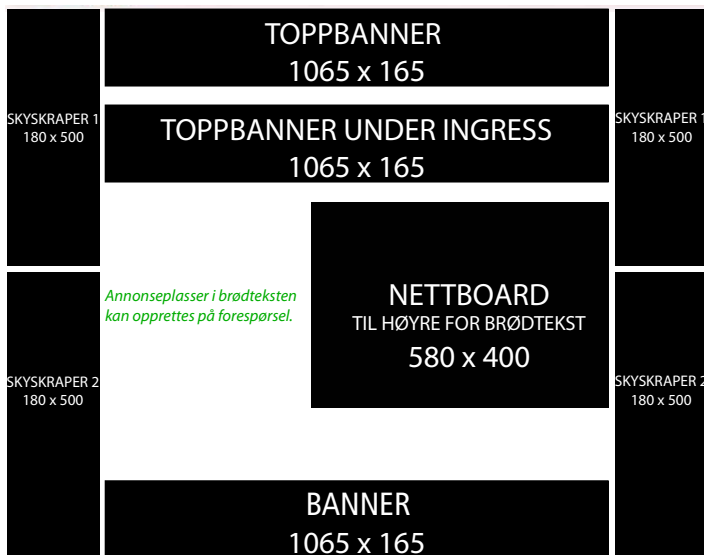 TOPPBANNER
1065 x 165
SKYSKRAPER 1
180 x 500
TOPPBANNER UNDER INGRESS
1065 x 165
SKYSKRAPER 1
180 x 500
Annonseplasser i brødteksten
kan opprettes på forespørsel.
NETTBOARD
TIL HØYRE FOR BRØDTEKST
580 x 400
SKYSKRAPER 2
180 x 500
SKYSKRAPER 2
180 x 500
BANNER
1065 x 165